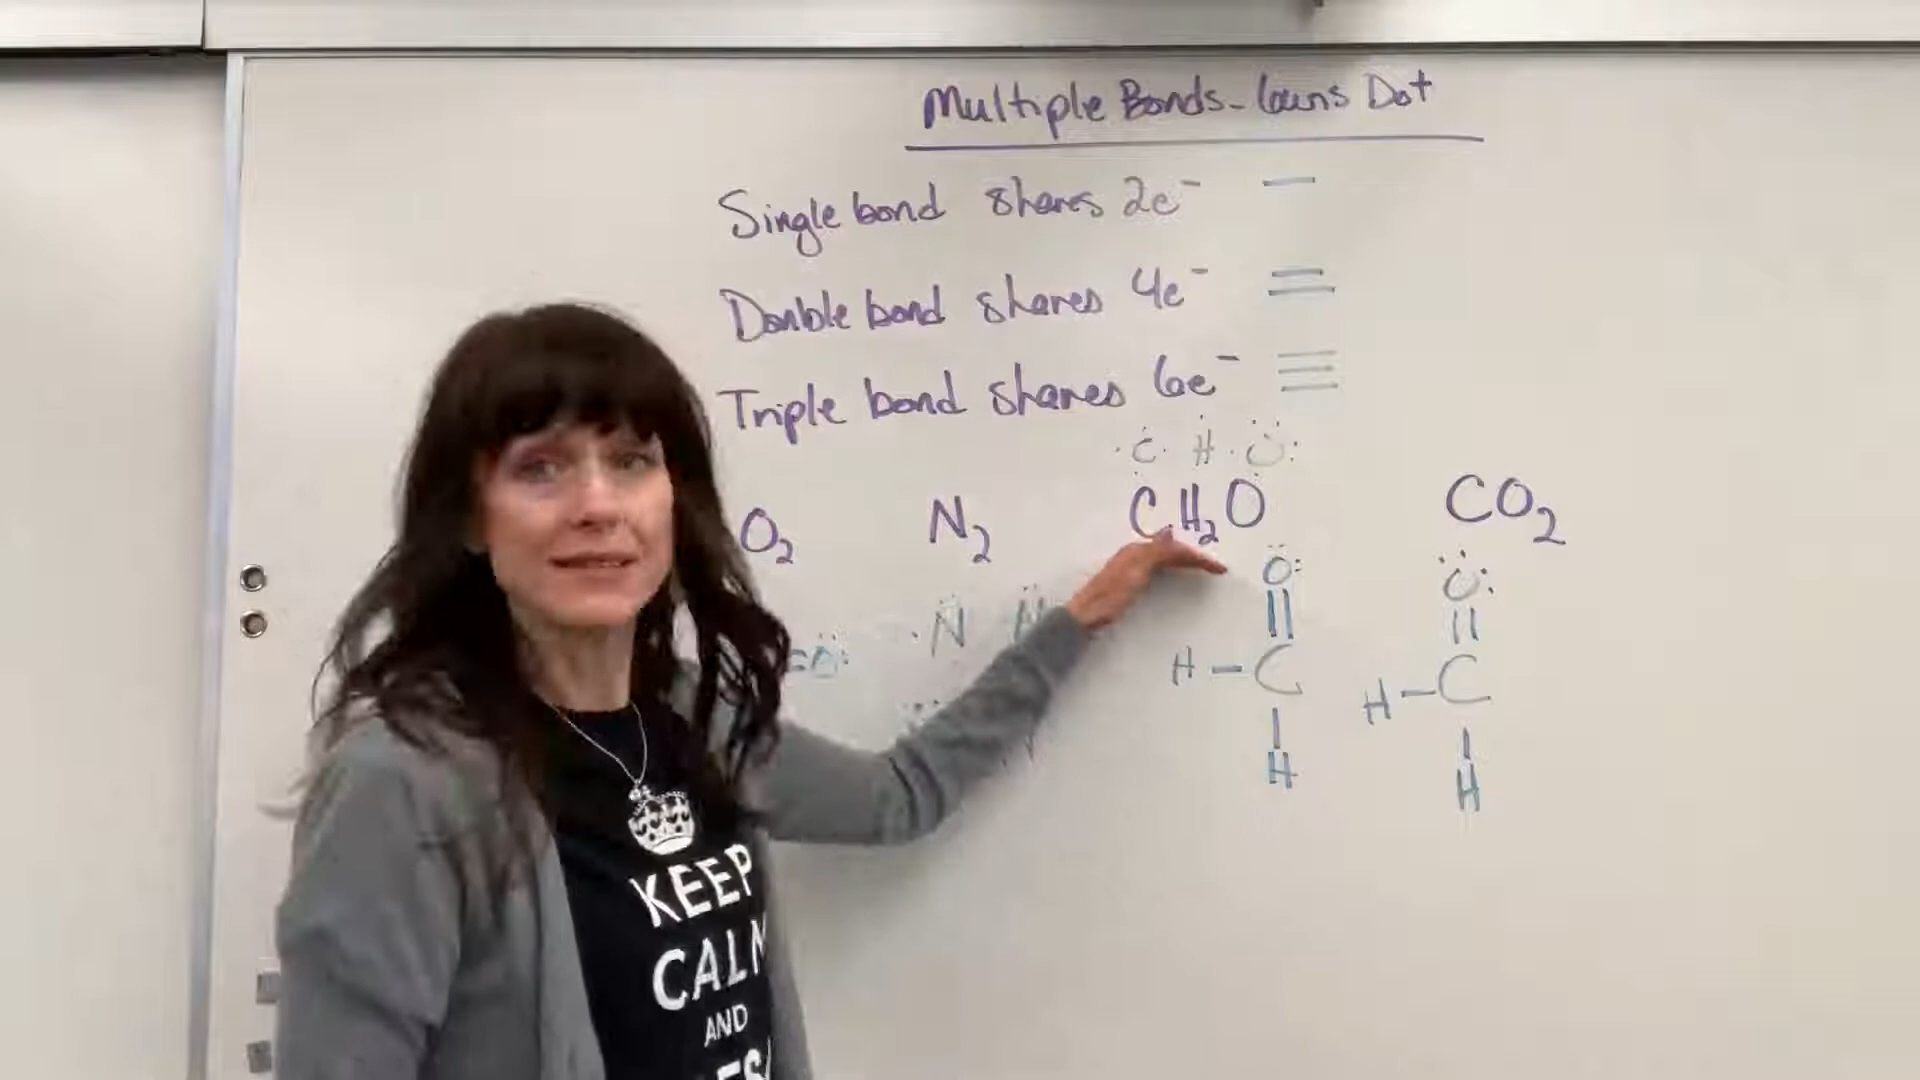 Multiple Bonds - Lewis Dot
Single bond shares 2e⁻ —
Double bond shares 4e⁻ =
Triple bond shares 6e⁻ ≡
C H O
O₂ N₂ CH₂O CO₂
O O
=O N N
H - C H - C
H H
KEEP
CALM
AND